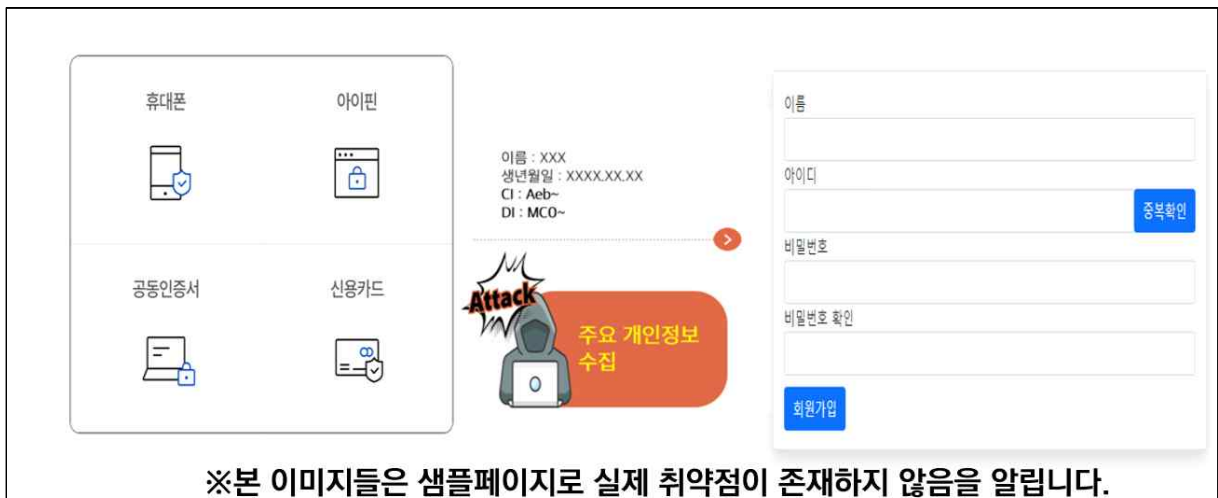 휴대폰
아이핀
공동인증서
신용카드
이름 : XXX
생년월일 : XXXX.XX.XX
CI : Aeb~
DI : MC0~
Attack
주요 개인정보
수집
이름
아이디
중복확인
비밀번호
비밀번호 확인
회원가입
※본 이미지들은 샘플페이지로 실제 취약점이 존재하지 않음을 알립니다.